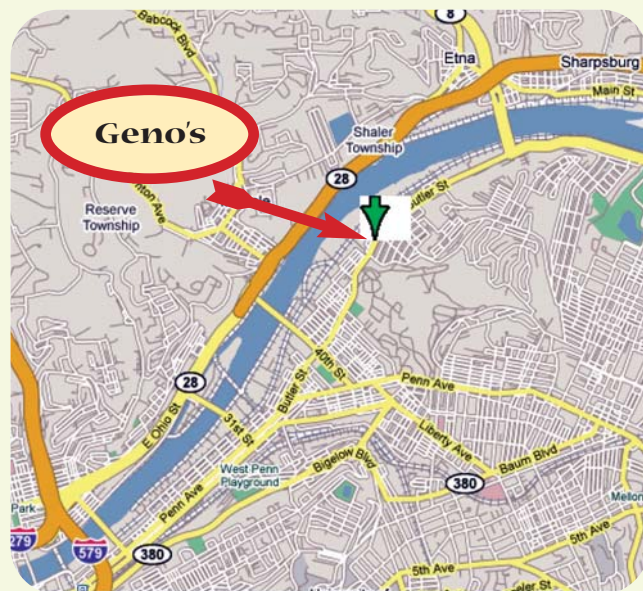 8
Babcock Blvd
Etna
Sharpsburg
Main St
1
Geno's
Shaler
Township
28
Butler St
Reserve
Township
28
40th St
Butler St
Penn Ave
E Ohio St
31st St
Liberty Ave
Baum Blvd
West Penn
Playground
Bigelow Blvd
380
Penn Ave
Mellon
Park
279
579
380
5th Ave
5th Ave